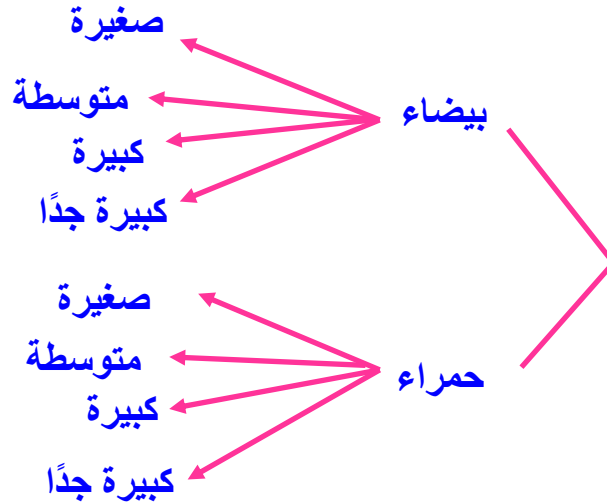 صغيرة
متوسطة
بيضاء
كبيرة
كبيرة جدًا
صغيرة
متوسطة
حمراء
كبيرة
كبيرة جدًا